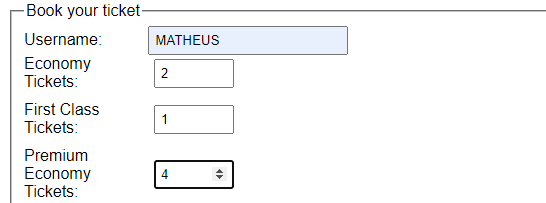 Book your ticket
Username: MATHEUS
Economy
Tickets: 2
First Class
Tickets: 1
Premium
Economy 4
Tickets: